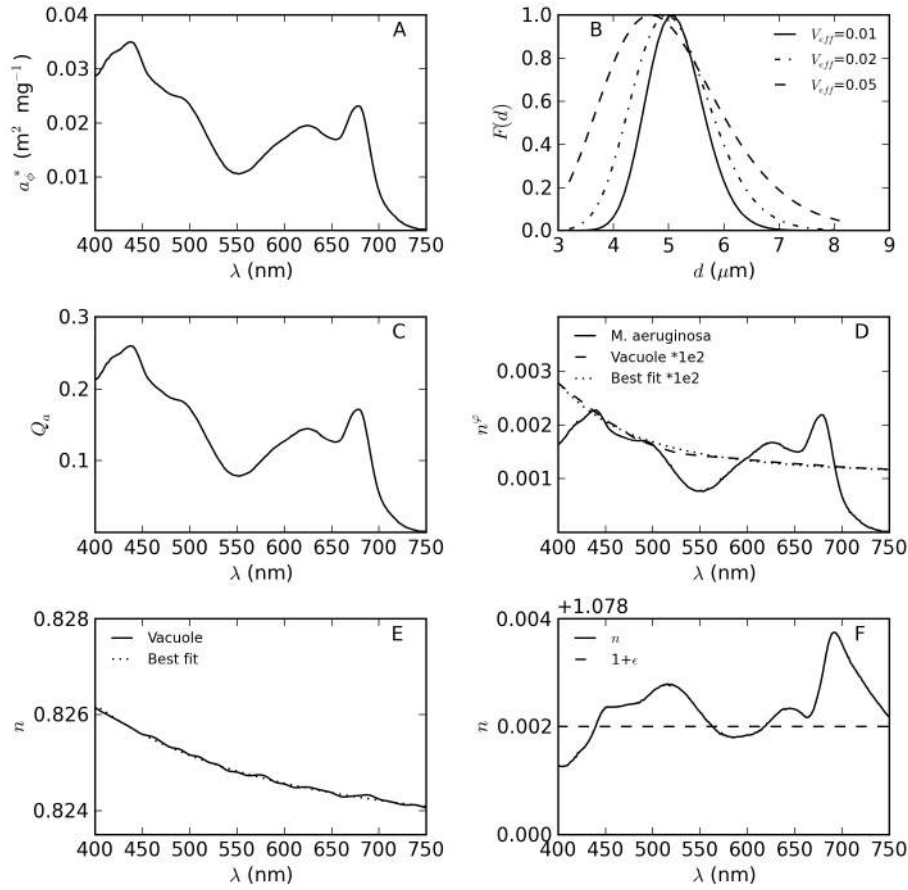 A
0.04
0.03
0.02
0.01
a_ϕ* (m² mg⁻¹)
400 450 500 550 600 650 700 750
λ (nm)
B
V_eff=0.01
V_eff=0.02
V_eff=0.05
1.0
0.8
0.6
0.4
0.2
0.0
F(d)
3 4 5 6 7 8 9
d (μm)
C
0.3
0.2
0.1
Q_a
400 450 500 550 600 650 700 750
λ (nm)
D
M. aeruginosa
Vacuole *1e2
Best fit *1e2
0.003
0.002
0.001
n^φ
400 450 500 550 600 650 700 750
λ (nm)
E
Vacuole
Best fit
0.828
0.826
0.824
n
400 450 500 550 600 650 700 750
λ (nm)
+1.078
F
n
1+ϵ
0.004
0.002
0.000
n
400 450 500 550 600 650 700 750
λ (nm)